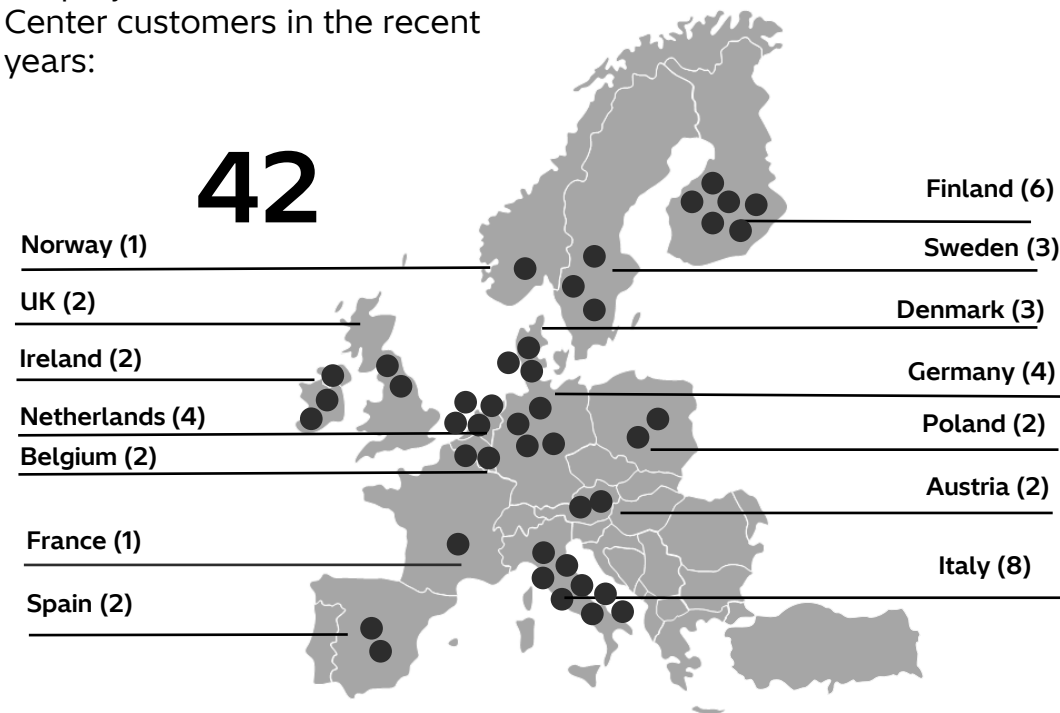 Center customers in the recent
years:
42
Norway (1)
UK (2)
Ireland (2)
Netherlands (4)
Belgium (2)
France (1)
Spain (2)
Finland (6)
Sweden (3)
Denmark (3)
Germany (4)
Poland (2)
Austria (2)
Italy (8)